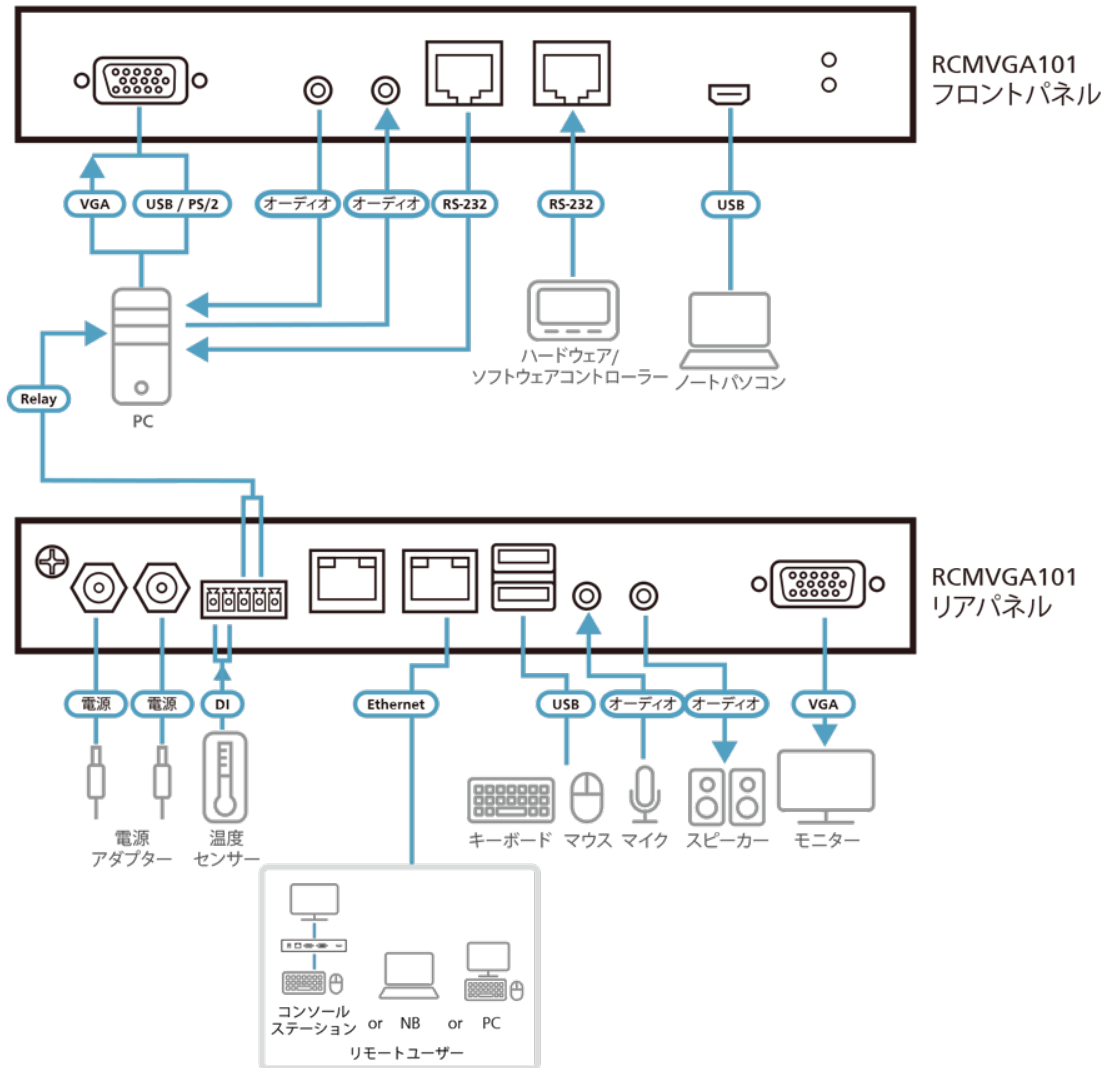 RCMVGA101
フロントパネル
VGA
USB / PS/2
オーディオ
オーディオ
RS-232
RS-232
USB
ハードウェア/
ソフトウェアコントローラー
ノートパソコン
Relay
PC
RCMVGA101
リアパネル
電源
電源
DI
Ethernet
USB
オーディオ
オーディオ
VGA
電源
アダプター
温度
センサー
キーボード
マウス
マイク
スピーカー
モニター
コンソール
ステーション
or
NB
or
PC
リモートユーザー